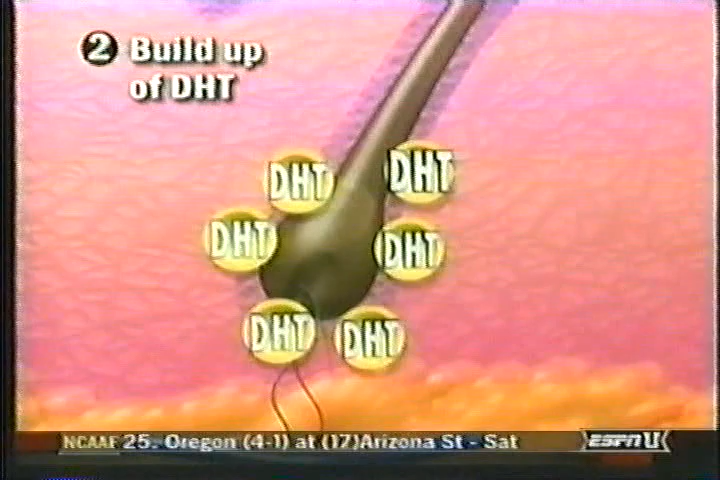 2 Build up
of DHT
DHT
DHT
DHT
DHT
DHT
DHT
NCAAF 25. Oregon (4-1) at (17)Arizona St - Sat
ESPNU